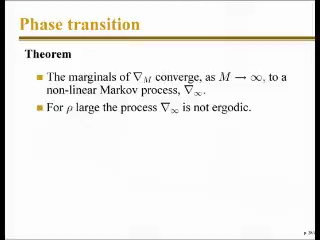 Phase transition
Theorem
The marginals of ∇_M converge, as M → ∞, to a
non-linear Markov process, ∇_∞.
For ρ large the process ∇_∞ is not ergodic.